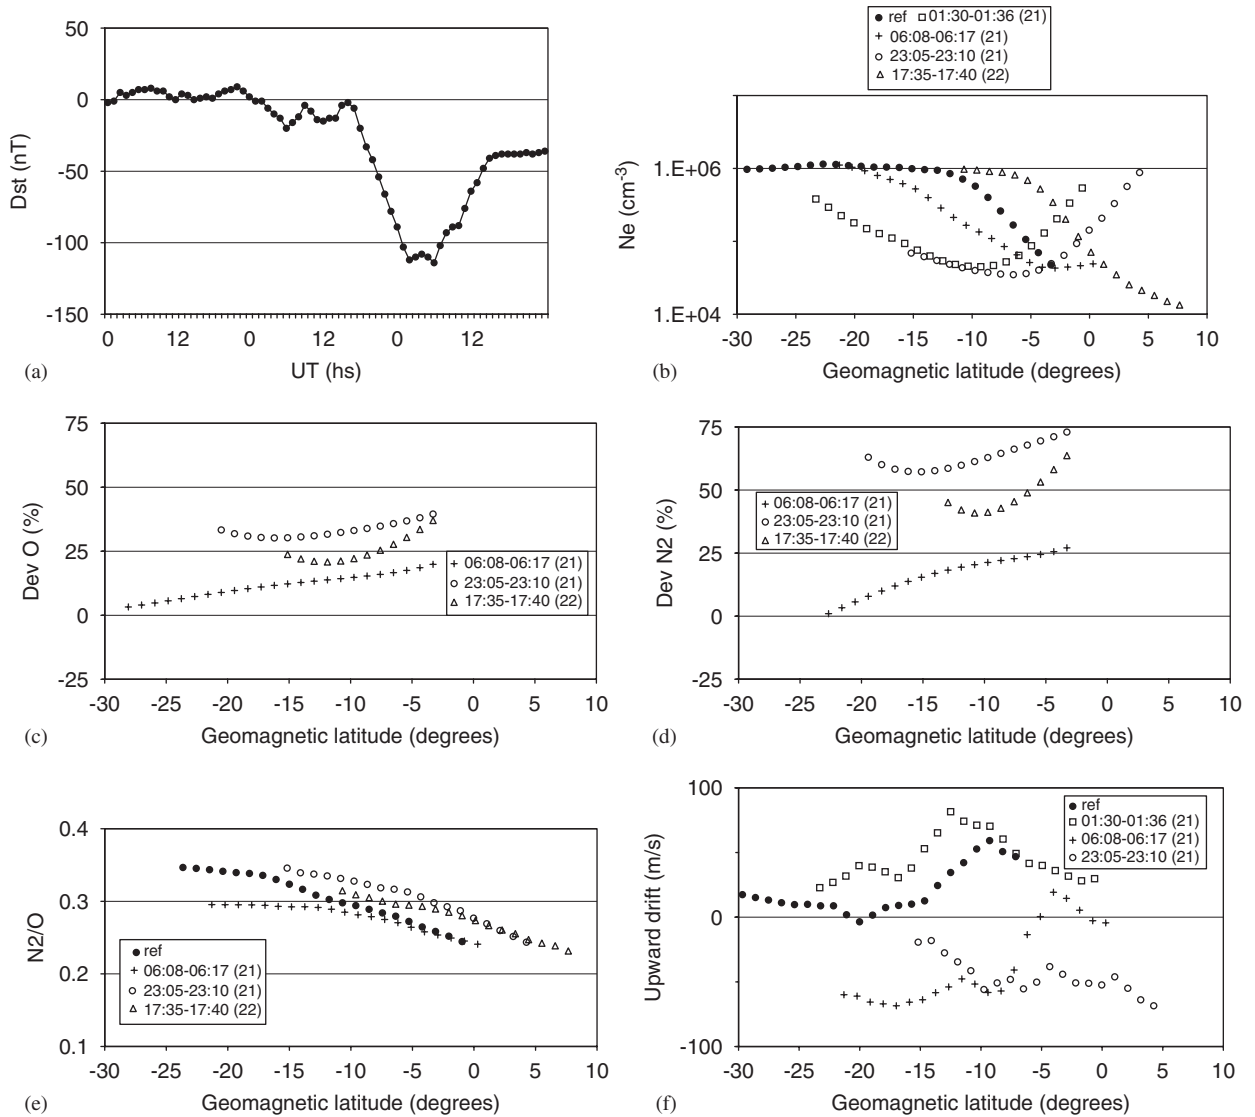 50
0
-50
-100
-150
Dst (nT)
0 12 0 12 0 12
UT (hs)
(a)
ref 01:30-01:36 (21)
06:08-06:17 (21)
23:05-23:10 (21)
17:35-17:40 (22)
1.E+06
1.E+04
Ne (cm-3)
-30 -25 -20 -15 -10 -5 0 5 10
Geomagnetic latitude (degrees)
(b)
75
50
25
0
-25
Dev O (%)
06:08-06:17 (21)
23:05-23:10 (21)
17:35-17:40 (22)
-30 -25 -20 -15 -10 -5 0 5 10
Geomagnetic latitude (degrees)
(c)
75
50
25
0
-25
Dev N2 (%)
06:08-06:17 (21)
23:05-23:10 (21)
17:35-17:40 (22)
-30 -25 -20 -15 -10 -5 0 5 10
Geomagnetic latitude (degrees)
(d)
0.4
0.3
0.2
0.1
N2/O
ref
06:08-06:17 (21)
23:05-23:10 (21)
17:35-17:40 (22)
-30 -25 -20 -15 -10 -5 0 5 10
Geomagnetic latitude (degrees)
(e)
100
0
-100
Upward drift (m/s)
ref
01:30-01:36 (21)
06:08-06:17 (21)
23:05-23:10 (21)
-30 -25 -20 -15 -10 -5 0 5 10
Geomagnetic latitude (degrees)
(f)